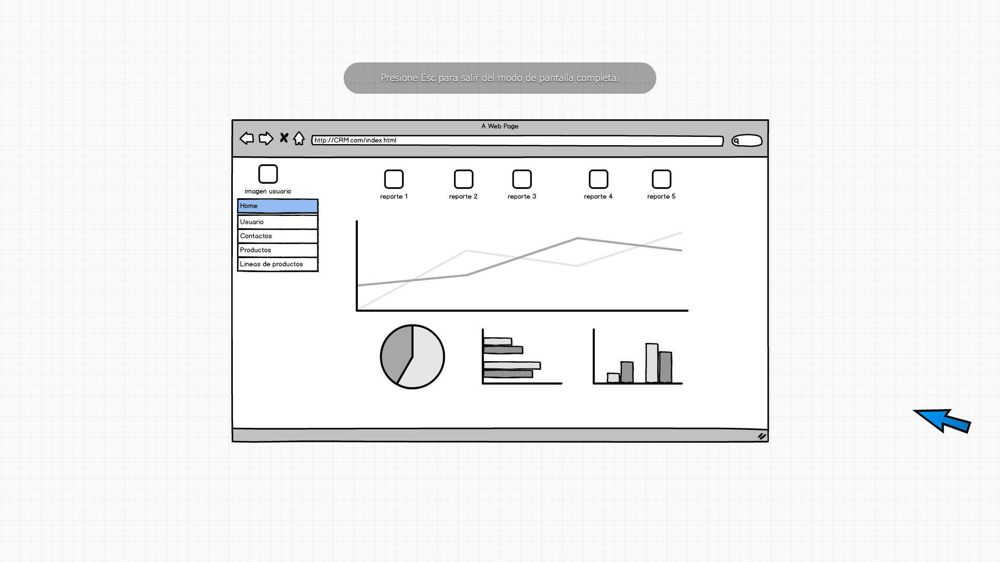 Presione Esc para salir del modo de pantalla completa.
A Web Page
http://CRM.com/index.html
imagen usuario
reporte 1
reporte 2
reporte 3
reporte 4
reporte 5
Home
Usuario
Contactos
Productos
Lineas de productos